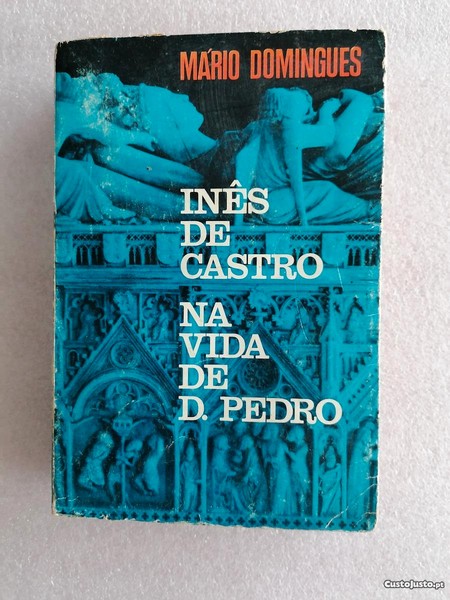 MÁRIO DOMINGUES
INÊS
DE
CASTRO
NA
VIDA
DE
D. PEDRO
CustoJusto.pt